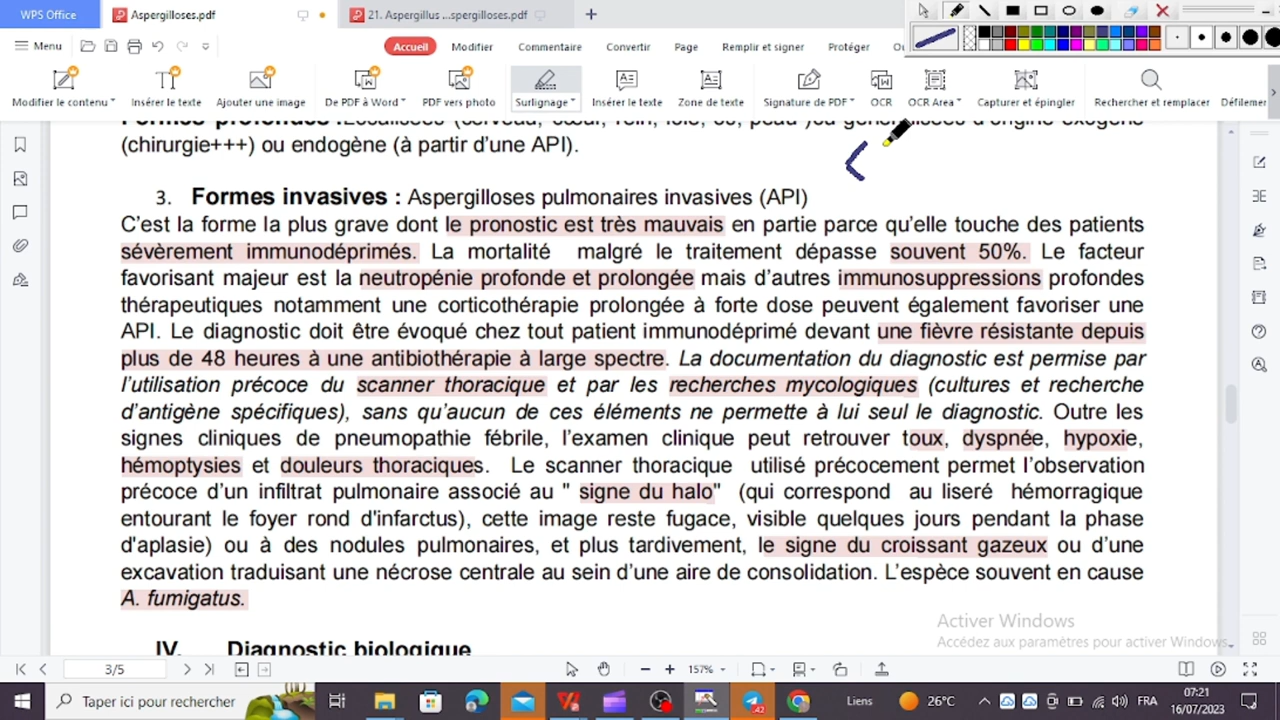 WPS Office
Aspergilloses.pdf
21. Aspergillus ...spergilloses.pdf
Menu
Accueil
Modifier
Commentaire
Convertir
Page
Remplir et signer
Protéger
Modifier le contenu
Insérer le texte
Ajouter une image
De PDF à Word
PDF vers photo
Surlignage
Insérer le texte
Zone de texte
Signature de PDF
OCR
OCR Area
Capturer et épingler
Rechercher et remplacer
Défilemer
(chirurgie+++) ou endogène (à partir d'une API).
3. Formes invasives : Aspergilloses pulmonaires invasives (API)
C'est la forme la plus grave dont le pronostic est très mauvais en partie parce qu'elle touche des patients
sévèrement immunodéprimés. La mortalité malgré le traitement dépasse souvent 50%. Le facteur
favorisant majeur est la neutropénie profonde et prolongée mais d'autres immunosuppressions profondes
thérapeutiques notamment une corticothérapie prolongée à forte dose peuvent également favoriser une
API. Le diagnostic doit être évoqué chez tout patient immunodéprimé devant une fièvre résistante depuis
plus de 48 heures à une antibiothérapie à large spectre. La documentation du diagnostic est permise par
l'utilisation précoce du scanner thoracique et par les recherches mycologiques (cultures et recherche
d'antigène spécifiques), sans qu'aucun de ces éléments ne permette à lui seul le diagnostic. Outre les
signes cliniques de pneumopathie fébrile, l'examen clinique peut retrouver toux, dyspnée, hypoxie,
hémoptysies et douleurs thoraciques. Le scanner thoracique utilisé précocement permet l'observation
précoce d'un infiltrat pulmonaire associé au " signe du halo" (qui correspond au liseré hémorragique
entourant le foyer rond d'infarctus), cette image reste fugace, visible quelques jours pendant la phase
d'aplasie) ou à des nodules pulmonaires, et plus tardivement, le signe du croissant gazeux ou d'une
excavation traduisant une nécrose centrale au sein d'une aire de consolidation. L'espèce souvent en cause
A. fumigatus.
IV. Diagnostic biologique
Activer Windows
Accédez aux paramètres pour activer Windows.
3/5
157%
Taper ici pour rechercher
42
Liens
26°C
FRA
07:21
16/07/2023